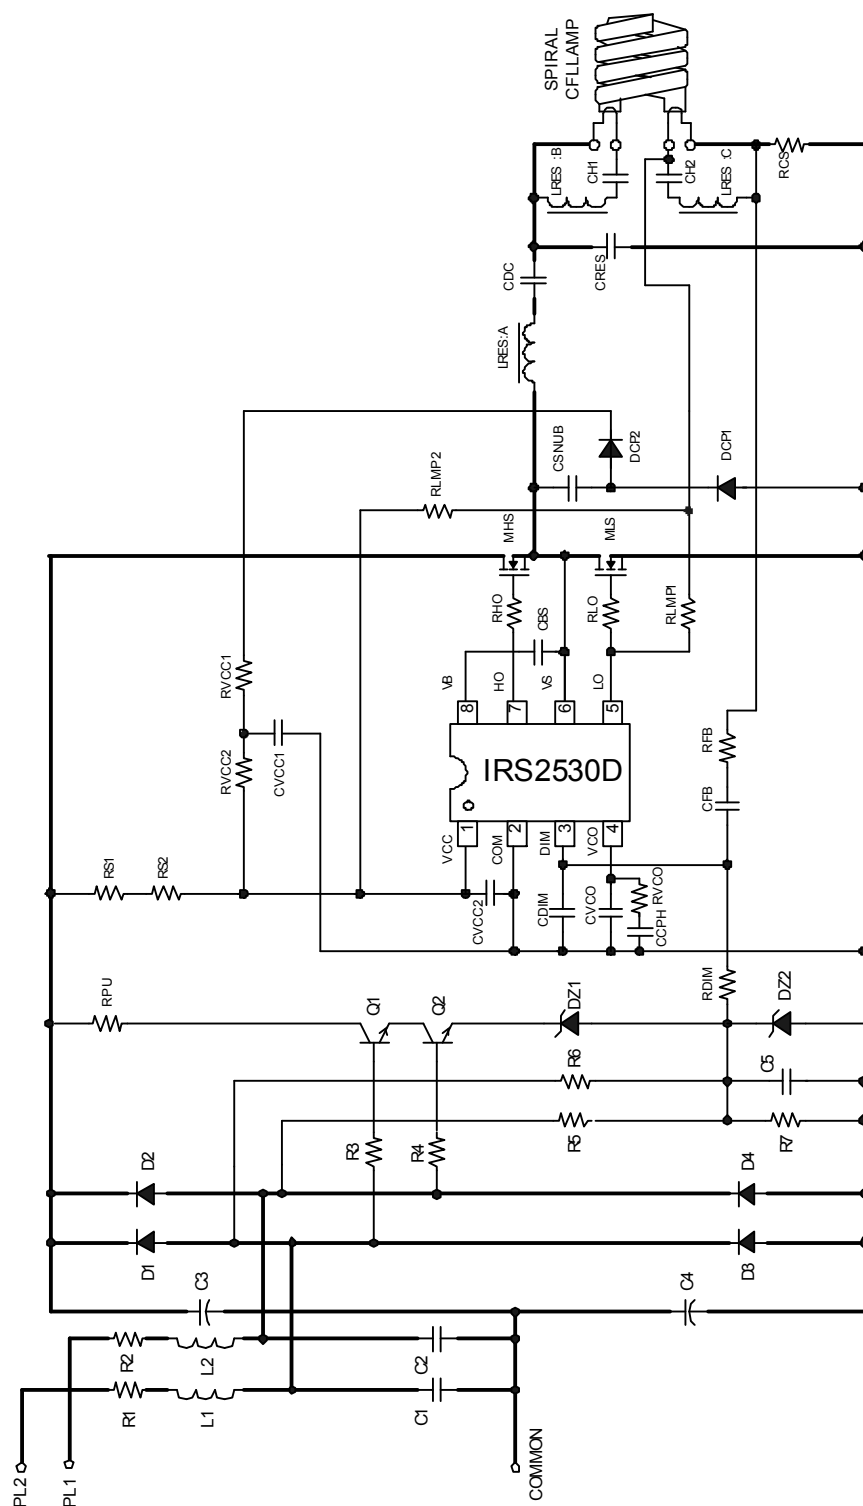 SPIRAL
CFLLAMP
LRES :B
CH1
CH2
LRES :C
RCS
CDC
CRES
LRES:A
CSNUB
DCP2
DCP1
RLMP2
MHS
MLS
RHO
CBS
RLO
RLMP1
RVCC1
VB
HO
VS
LO
8
7
6
5
RVCC2
CVCC1
IRS2530D
RFB
CFB
1
2
3
4
VCC
COM
DIM
VCO
RS1
RS2
CVCC2
CDIM
CVCO
RVCO
CCPH
RPU
Q1
Q2
DZ1
RDIM
DZ2
R6
C5
R3
R4
R5
R7
D2
D4
D1
D3
C3
C4
R2
L2
C2
R1
L1
C1
PL2
PL1
COMMON